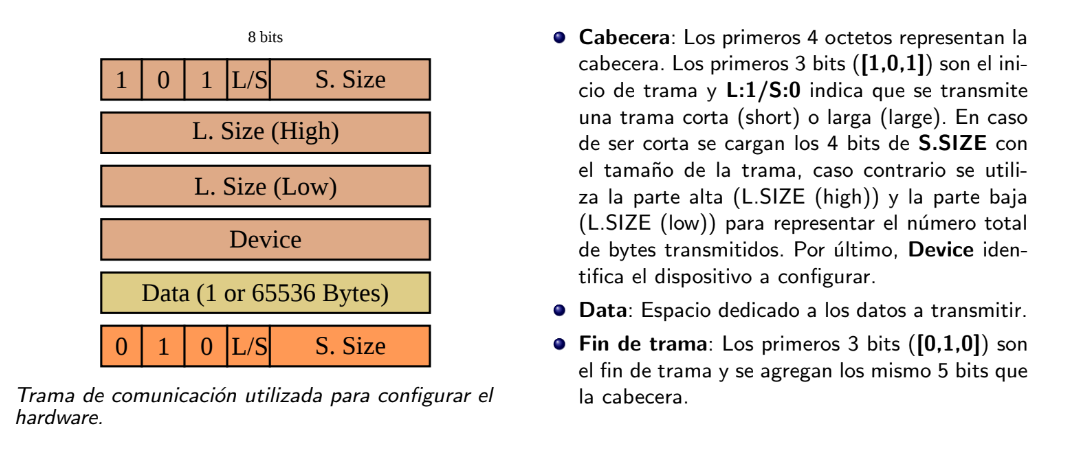 8 bits
1 0 1 L/S S. Size
L. Size (High)
L. Size (Low)
Device
Data (1 or 65536 Bytes)
0 1 0 L/S S. Size
Trama de comunicación utilizada para configurar el
hardware.
Cabecera: Los primeros 4 octetos representan la
cabecera. Los primeros 3 bits ([1,0,1]) son el ini-
cio de trama y L:1/S:0 indica que se transmite
una trama corta (short) o larga (large). En caso
de ser corta se cargan los 4 bits de S.SIZE con
el tamaño de la trama, caso contrario se utili-
za la parte alta (L.SIZE (high)) y la parte baja
(L.SIZE (low)) para representar el número total
de bytes transmitidos. Por último, Device iden-
tifica el dispositivo a configurar.
Data: Espacio dedicado a los datos a transmitir.
Fin de trama: Los primeros 3 bits ([0,1,0]) son
el fin de trama y se agregan los mismo 5 bits que
la cabecera.